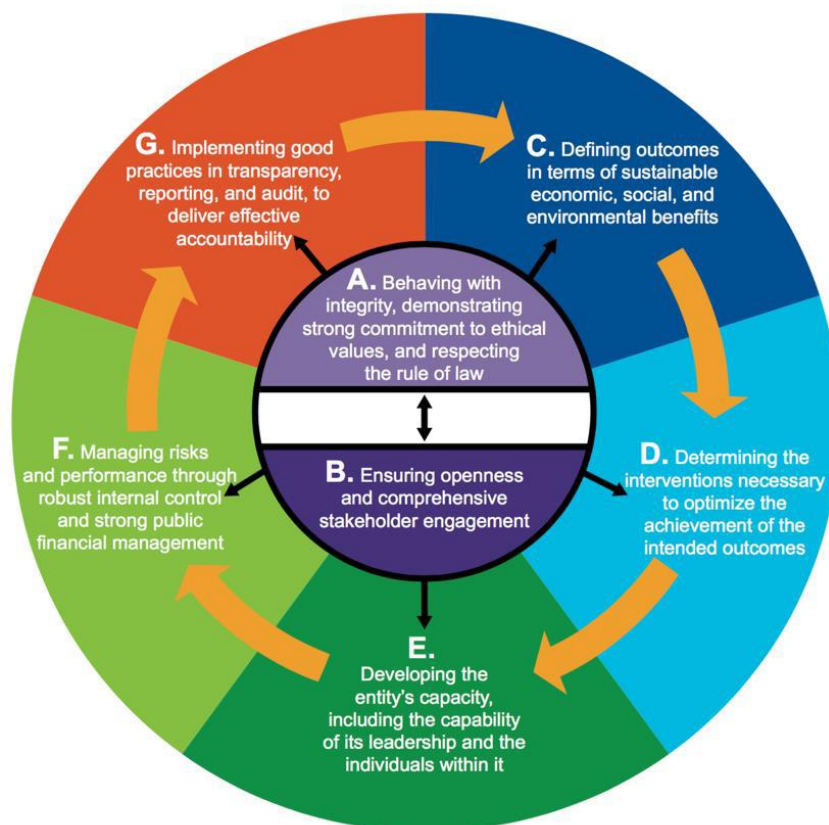 G. Implementing good
practices in transparency,
reporting, and audit, to
deliver effective
accountability
C. Defining outcomes
in terms of sustainable
economic, social, and
environmental benefits
A. Behaving with
integrity, demonstrating
strong commitment to ethical
values, and respecting
the rule of law
F. Managing risks
and performance through
robust internal control
and strong public
financial management
B. Ensuring openness
and comprehensive
stakeholder engagement
D. Determining the
interventions necessary
to optimize the
achievement of the
intended outcomes
E.
Developing the
entity's capacity,
including the capability
of its leadership and the
individuals within it